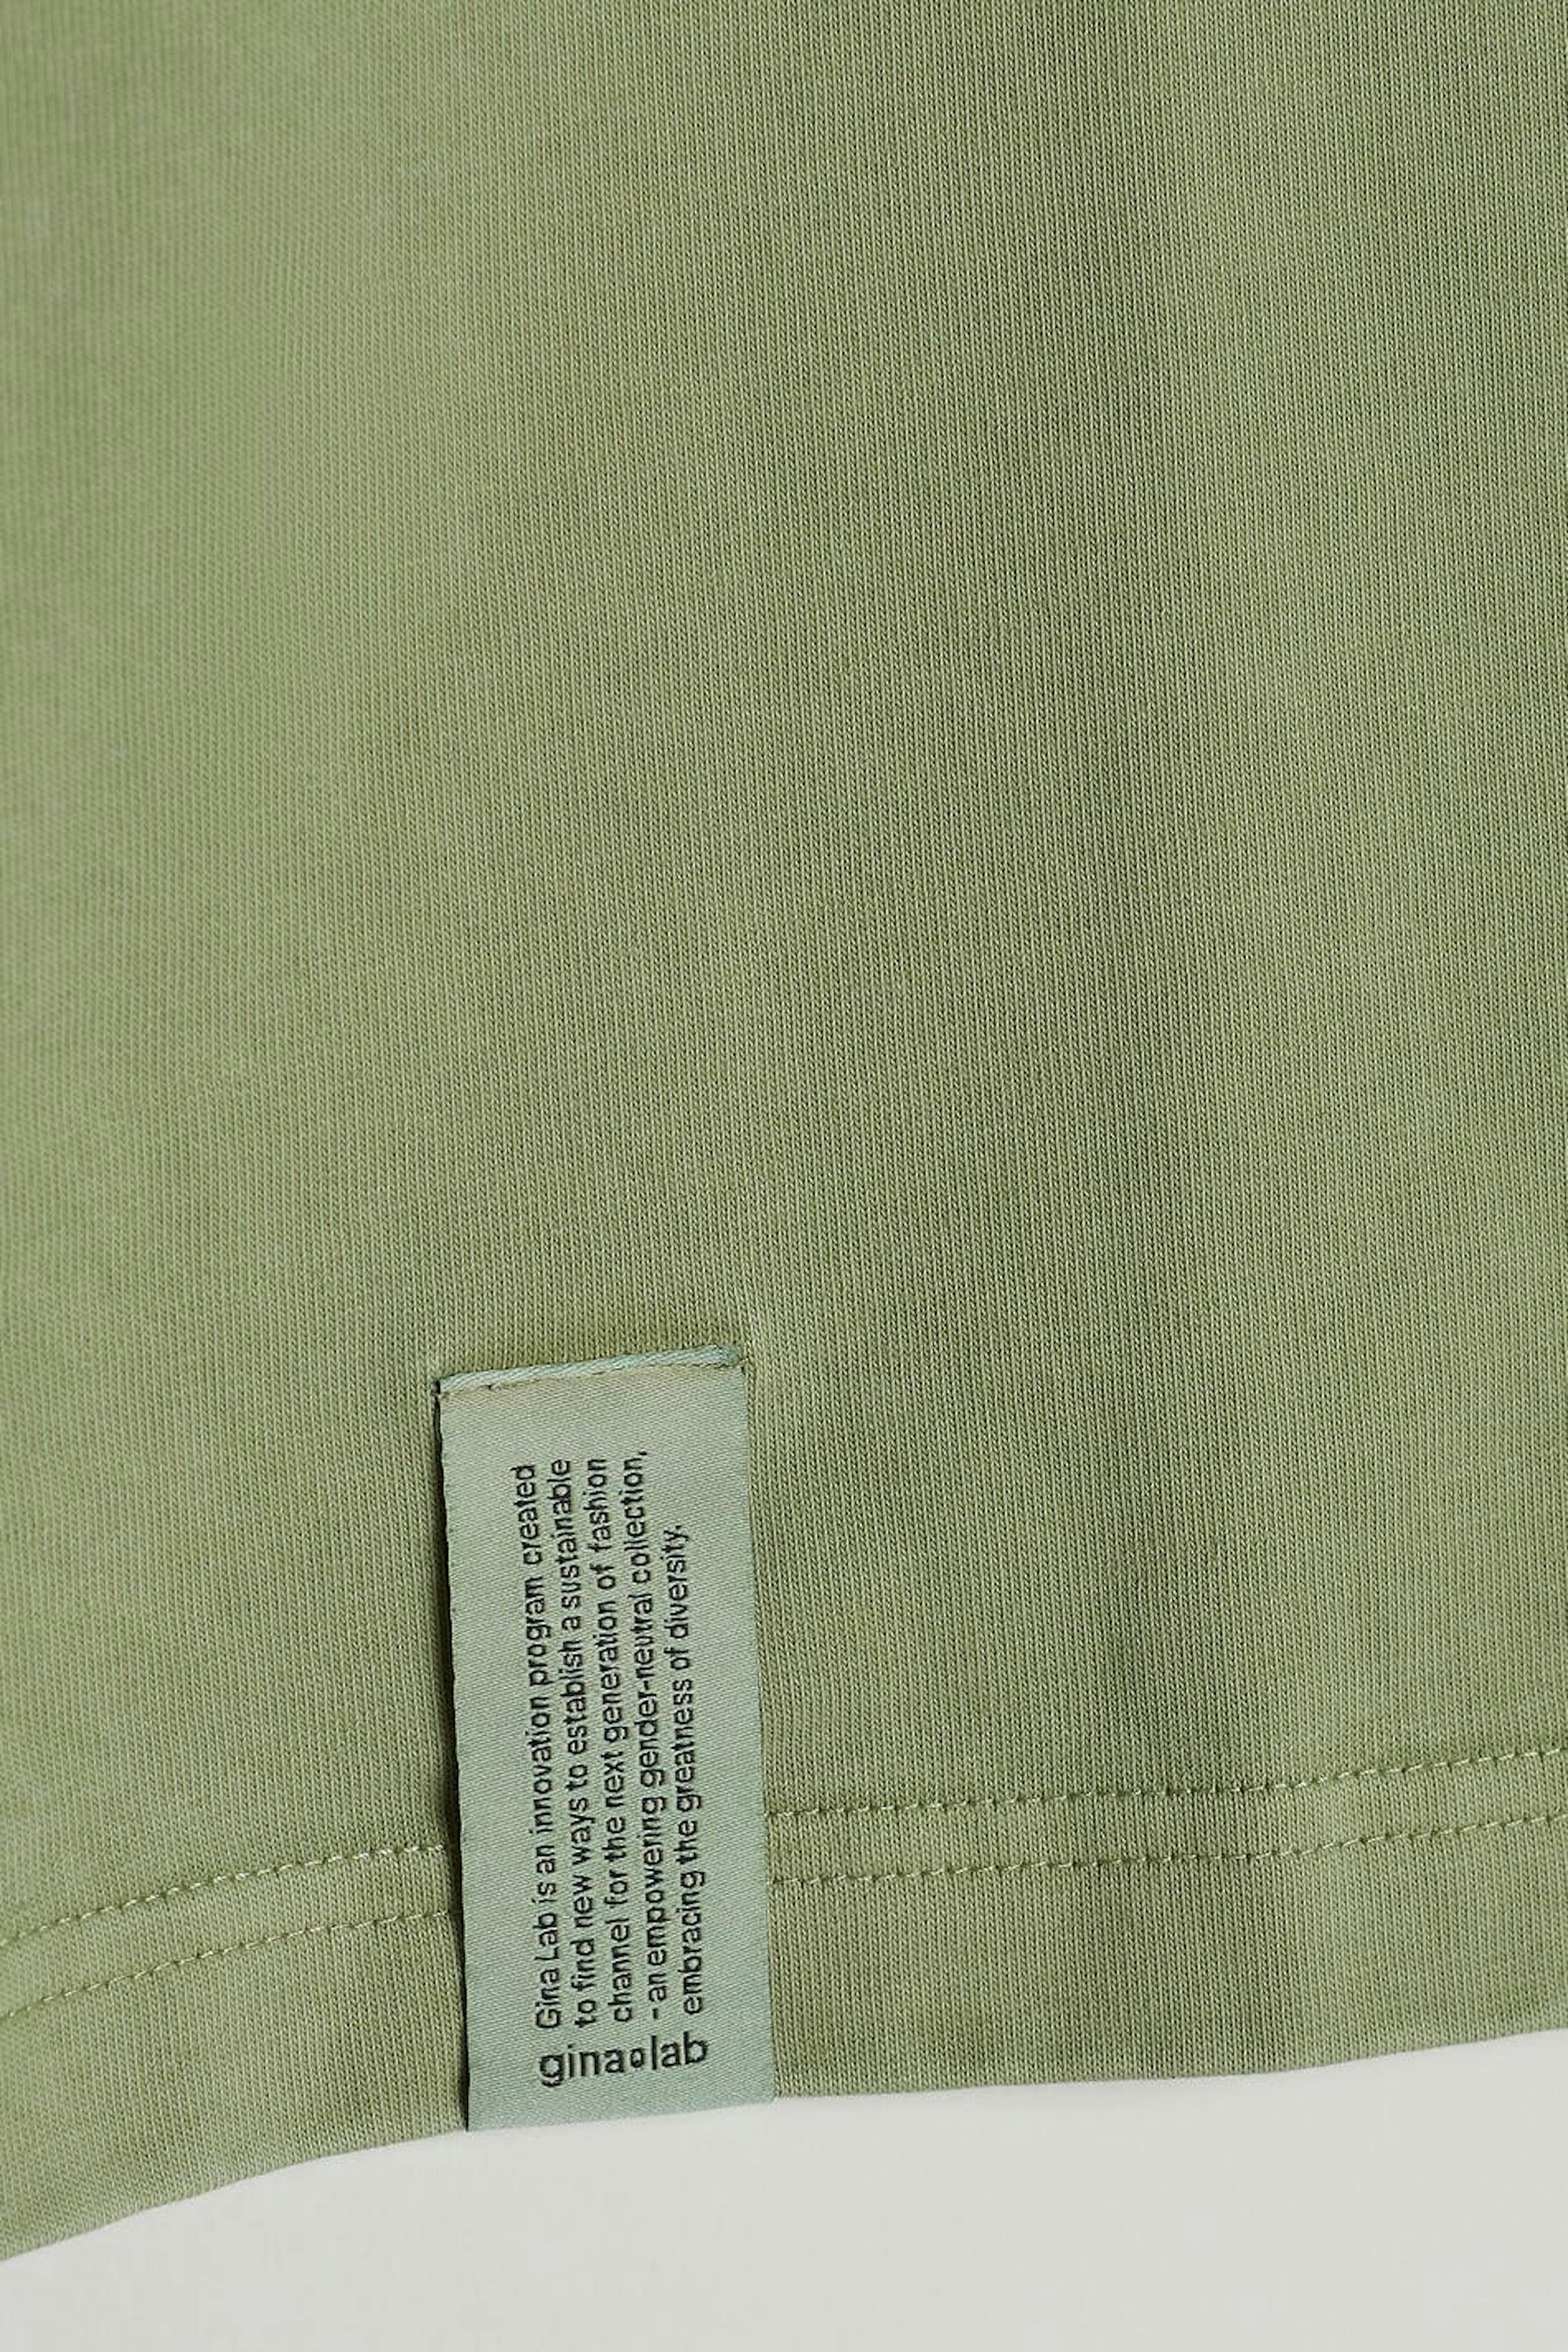 Gina Lab is an innovation program created
to find new ways to establish a sustainable
channel for the next generation of fashion
- an empowering gender-neutral collection,
embracing the greatness of diversity.
gina lab